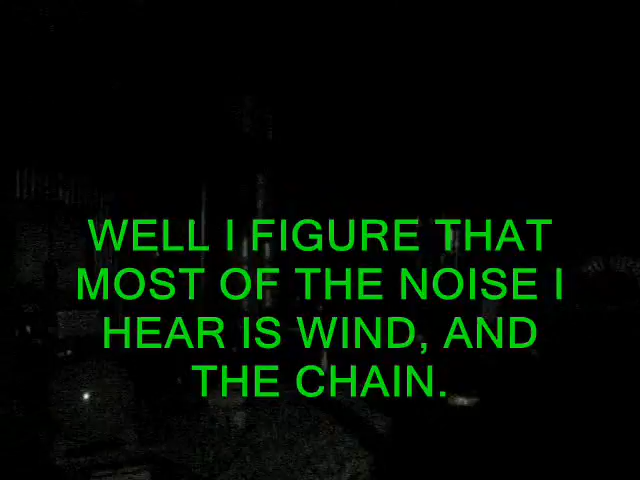 WELL I FIGURE THAT
MOST OF THE NOISE I
HEAR IS WIND, AND
THE CHAIN.